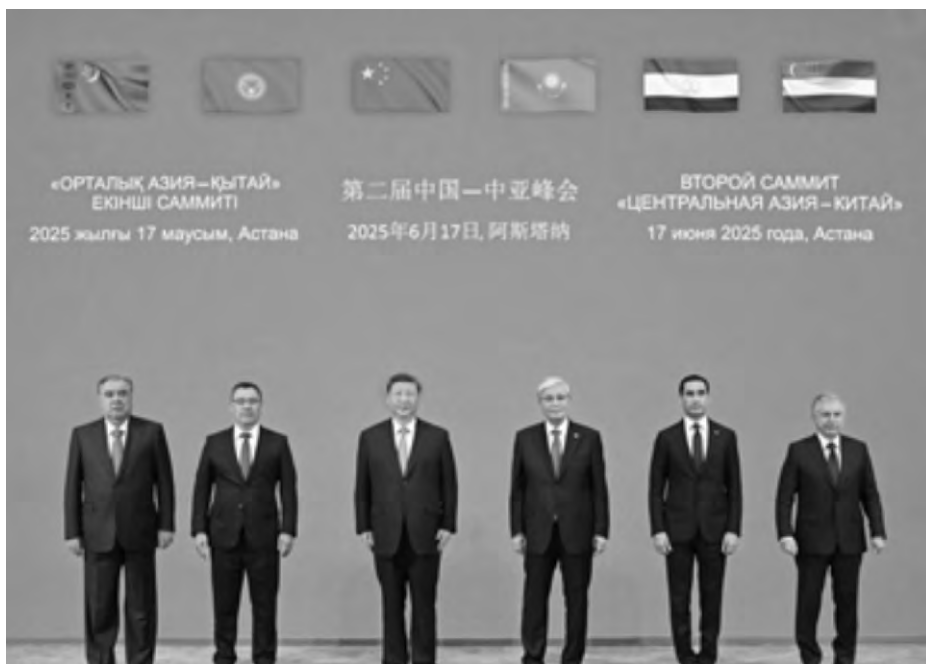 «ОРТАЛЫҚ АЗИЯ–ҚЫТАЙ»
ЕКІНШІ САММИТІ
2025 жылғы 17 маусым, Астана
第二届中国—中亚峰会
2025年6月17日, 阿斯塔纳
ВТОРОЙ САММИТ
«ЦЕНТРАЛЬНАЯ АЗИЯ – КИТАЙ»
17 июня 2025 года, Астана